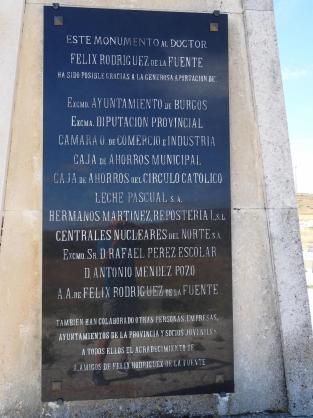 ESTE MONUMENTO AL DOCTOR
FELIX RODRIGUEZ DE LA FUENTE
HA SIDO POSIBLE GRACIAS A LA GENEROSA APORTACION DE:
EXCMO. AYUNTAMIENTO DE BURGOS
EXCMA. DIPUTACION PROVINCIAL
CAMARA O. DE COMERCIO E INDUSTRIA
CAJA DE AHORROS MUNICIPAL
CAJA DE AHORROS DEL CIRCULO CATOLICO
LECHE PASCUAL S.A.
HERMANOS MARTINEZ, REPOSTERIA I., S.L.
CENTRALES NUCLEARES DEL NORTE S.A.
EXCMO. SR. D. RAFAEL PEREZ ESCOLAR
D. ANTONIO MENDEZ POZO
A.A. DE FELIX RODRIGUEZ DE LA FUENTE
TAMBIEN HAN COLABORADO OTRAS PERSONAS, EMPRESAS,
AYUNTAMIENTOS DE LA PROVINCIA Y SOCIOS JUVENILES
A TODOS ELLOS EL AGRADECIMIENTO DE
A. AMIGOS DE FELIX RODRIGUEZ DE LA FUENTE